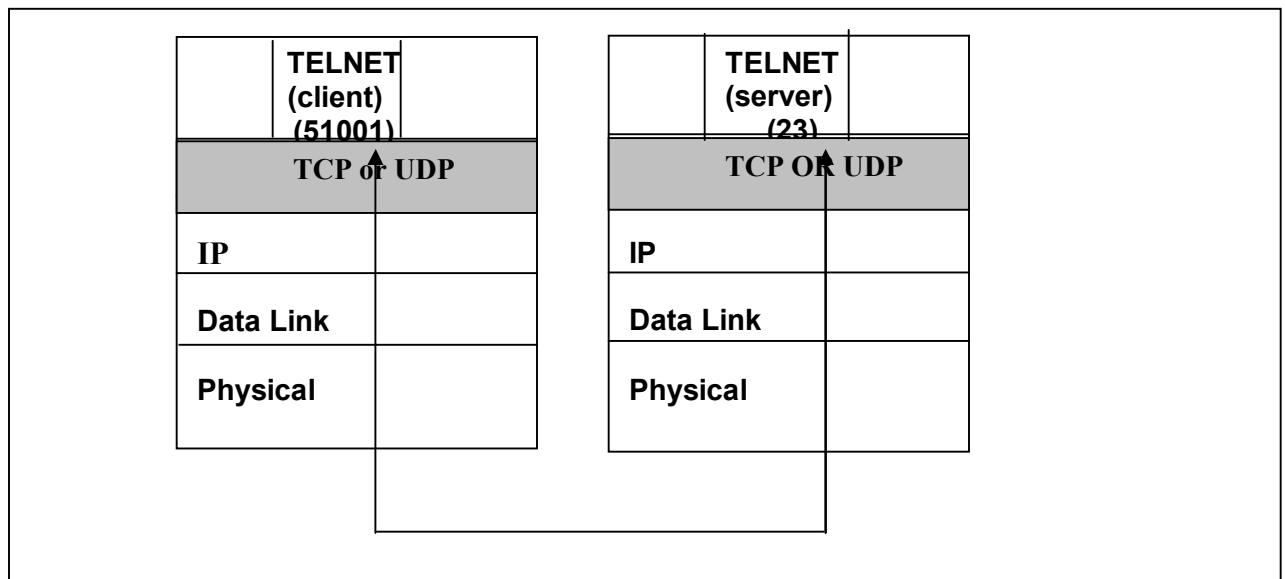 TELNET
(client)
(51001)
TCP or UDP
IP
Data Link
Physical
TELNET
(server)
(23)
TCP OR UDP
IP
Data Link
Physical